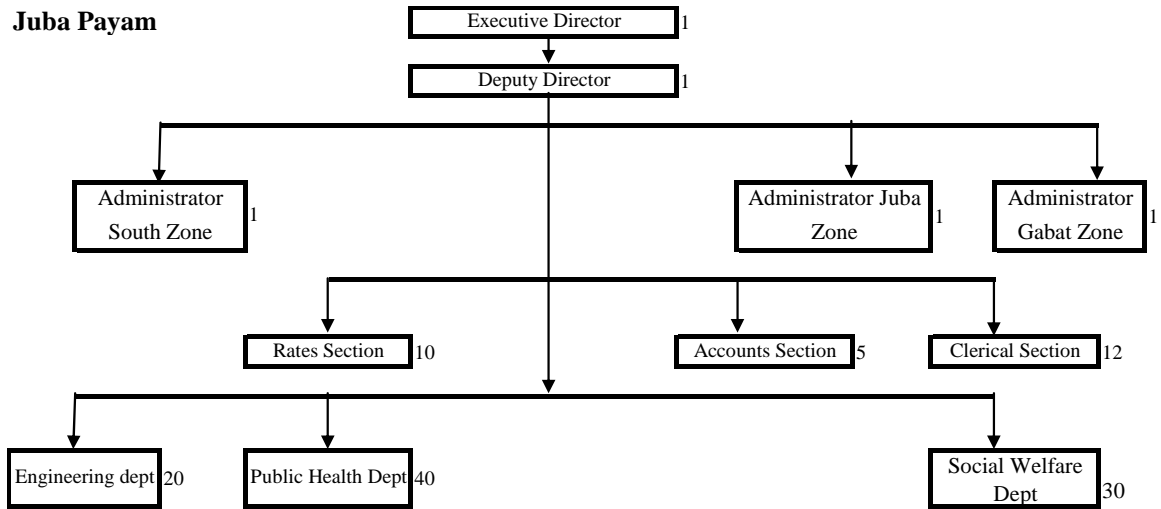 Juba Payam
Executive Director 1
Deputy Director 1
Administrator
South Zone
1
Administrator Juba
Zone
1
Administrator
Gabat Zone
1
Rates Section 10
Accounts Section 5
Clerical Section 12
Engineering dept 20
Public Health Dept 40
Social Welfare
Dept
30